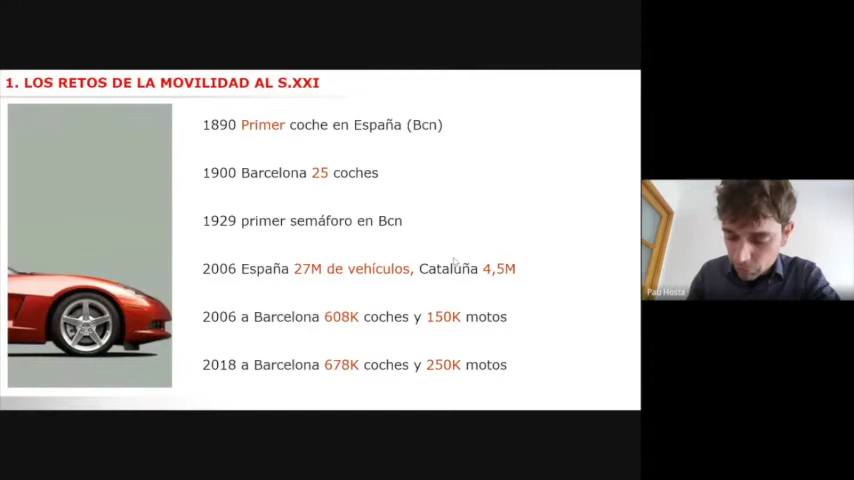 1. LOS RETOS DE LA MOVILIDAD AL S.XXI
1890 Primer coche en España (Bcn)
1900 Barcelona 25 coches
1929 primer semáforo en Bcn
2006 España 27M de vehículos, Cataluña 4,5M
2006 a Barcelona 608K coches y 150K motos
2018 a Barcelona 678K coches y 250K motos
Pau Hosta